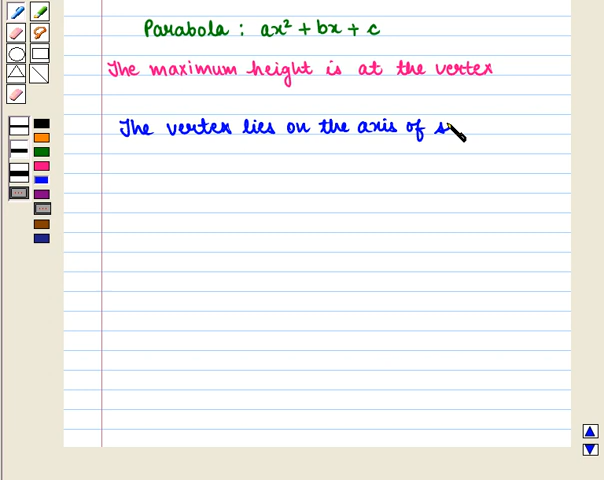 Parabola : ax² + bx + c
The maximum height is at the vertex
The vertex lies on the axis of s